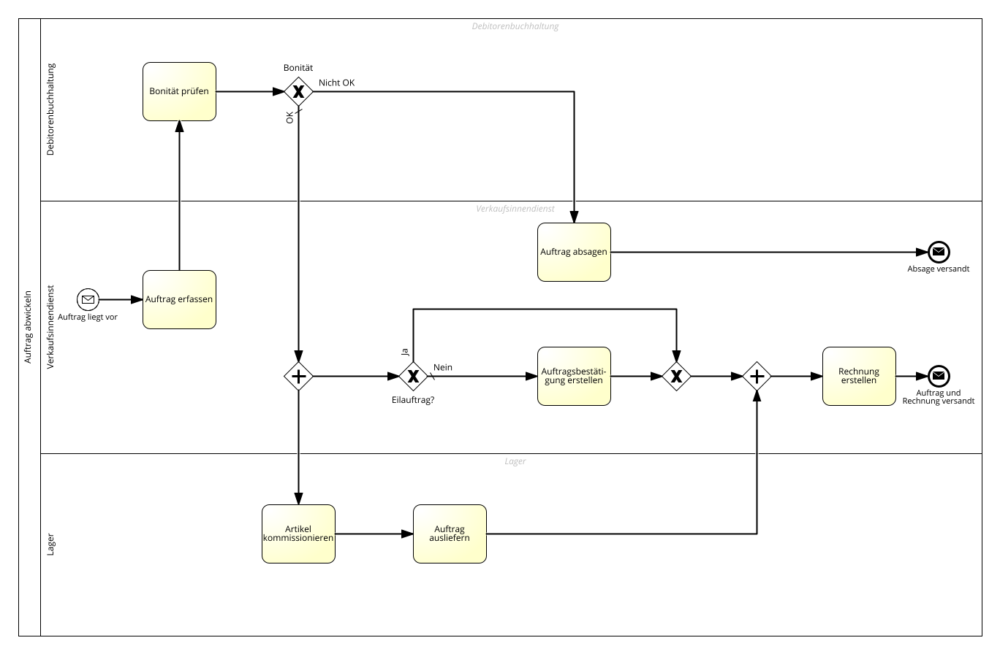 Auftrag abwickeln
Debitorenbuchhaltung
Debitorenbuchhaltung
Bonität prüfen
Bonität
Nicht OK
OK
Verkaufsinnendienst
Verkaufsinnendienst
Auftrag liegt vor
Auftrag erfassen
Auftrag absagen
Absage versandt
Ja
Nein
Eilauftrag?
Auftragsbestäti-
gung erstellen
Rechnung
erstellen
Auftrag und
Rechnung versandt
Lager
Lager
Artikel
kommissionieren
Auftrag
ausliefern